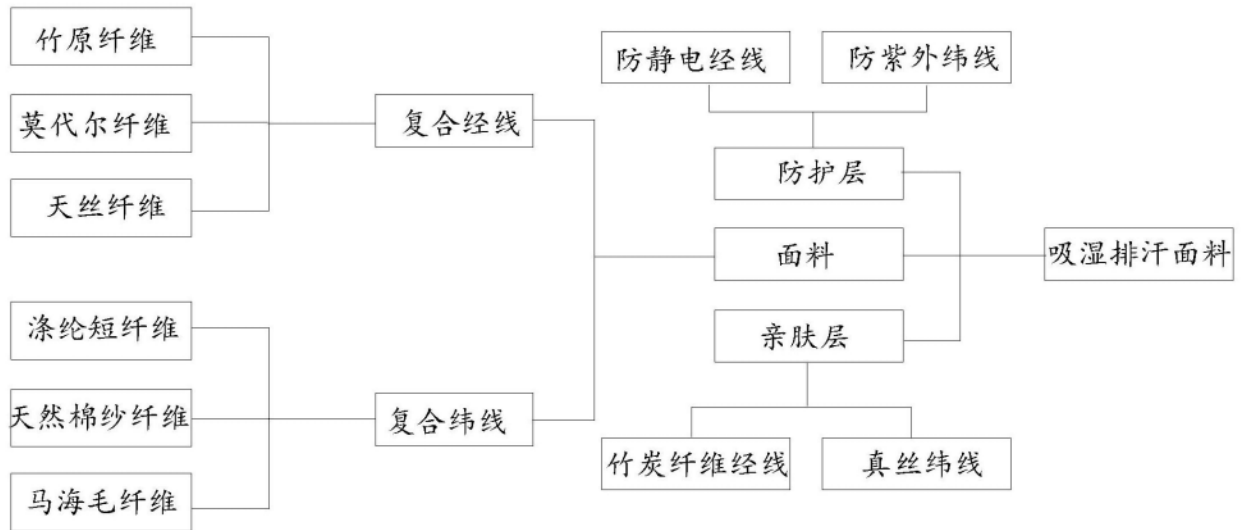 竹原纤维
莫代尔纤维
天丝纤维
涤纶短纤维
天然棉纱纤维
马海毛纤维
复合经线
复合纬线
防静电经线
防紫外纬线
防护层
面料
亲肤层
竹炭纤维经线
真丝纬线
吸湿排汗面料